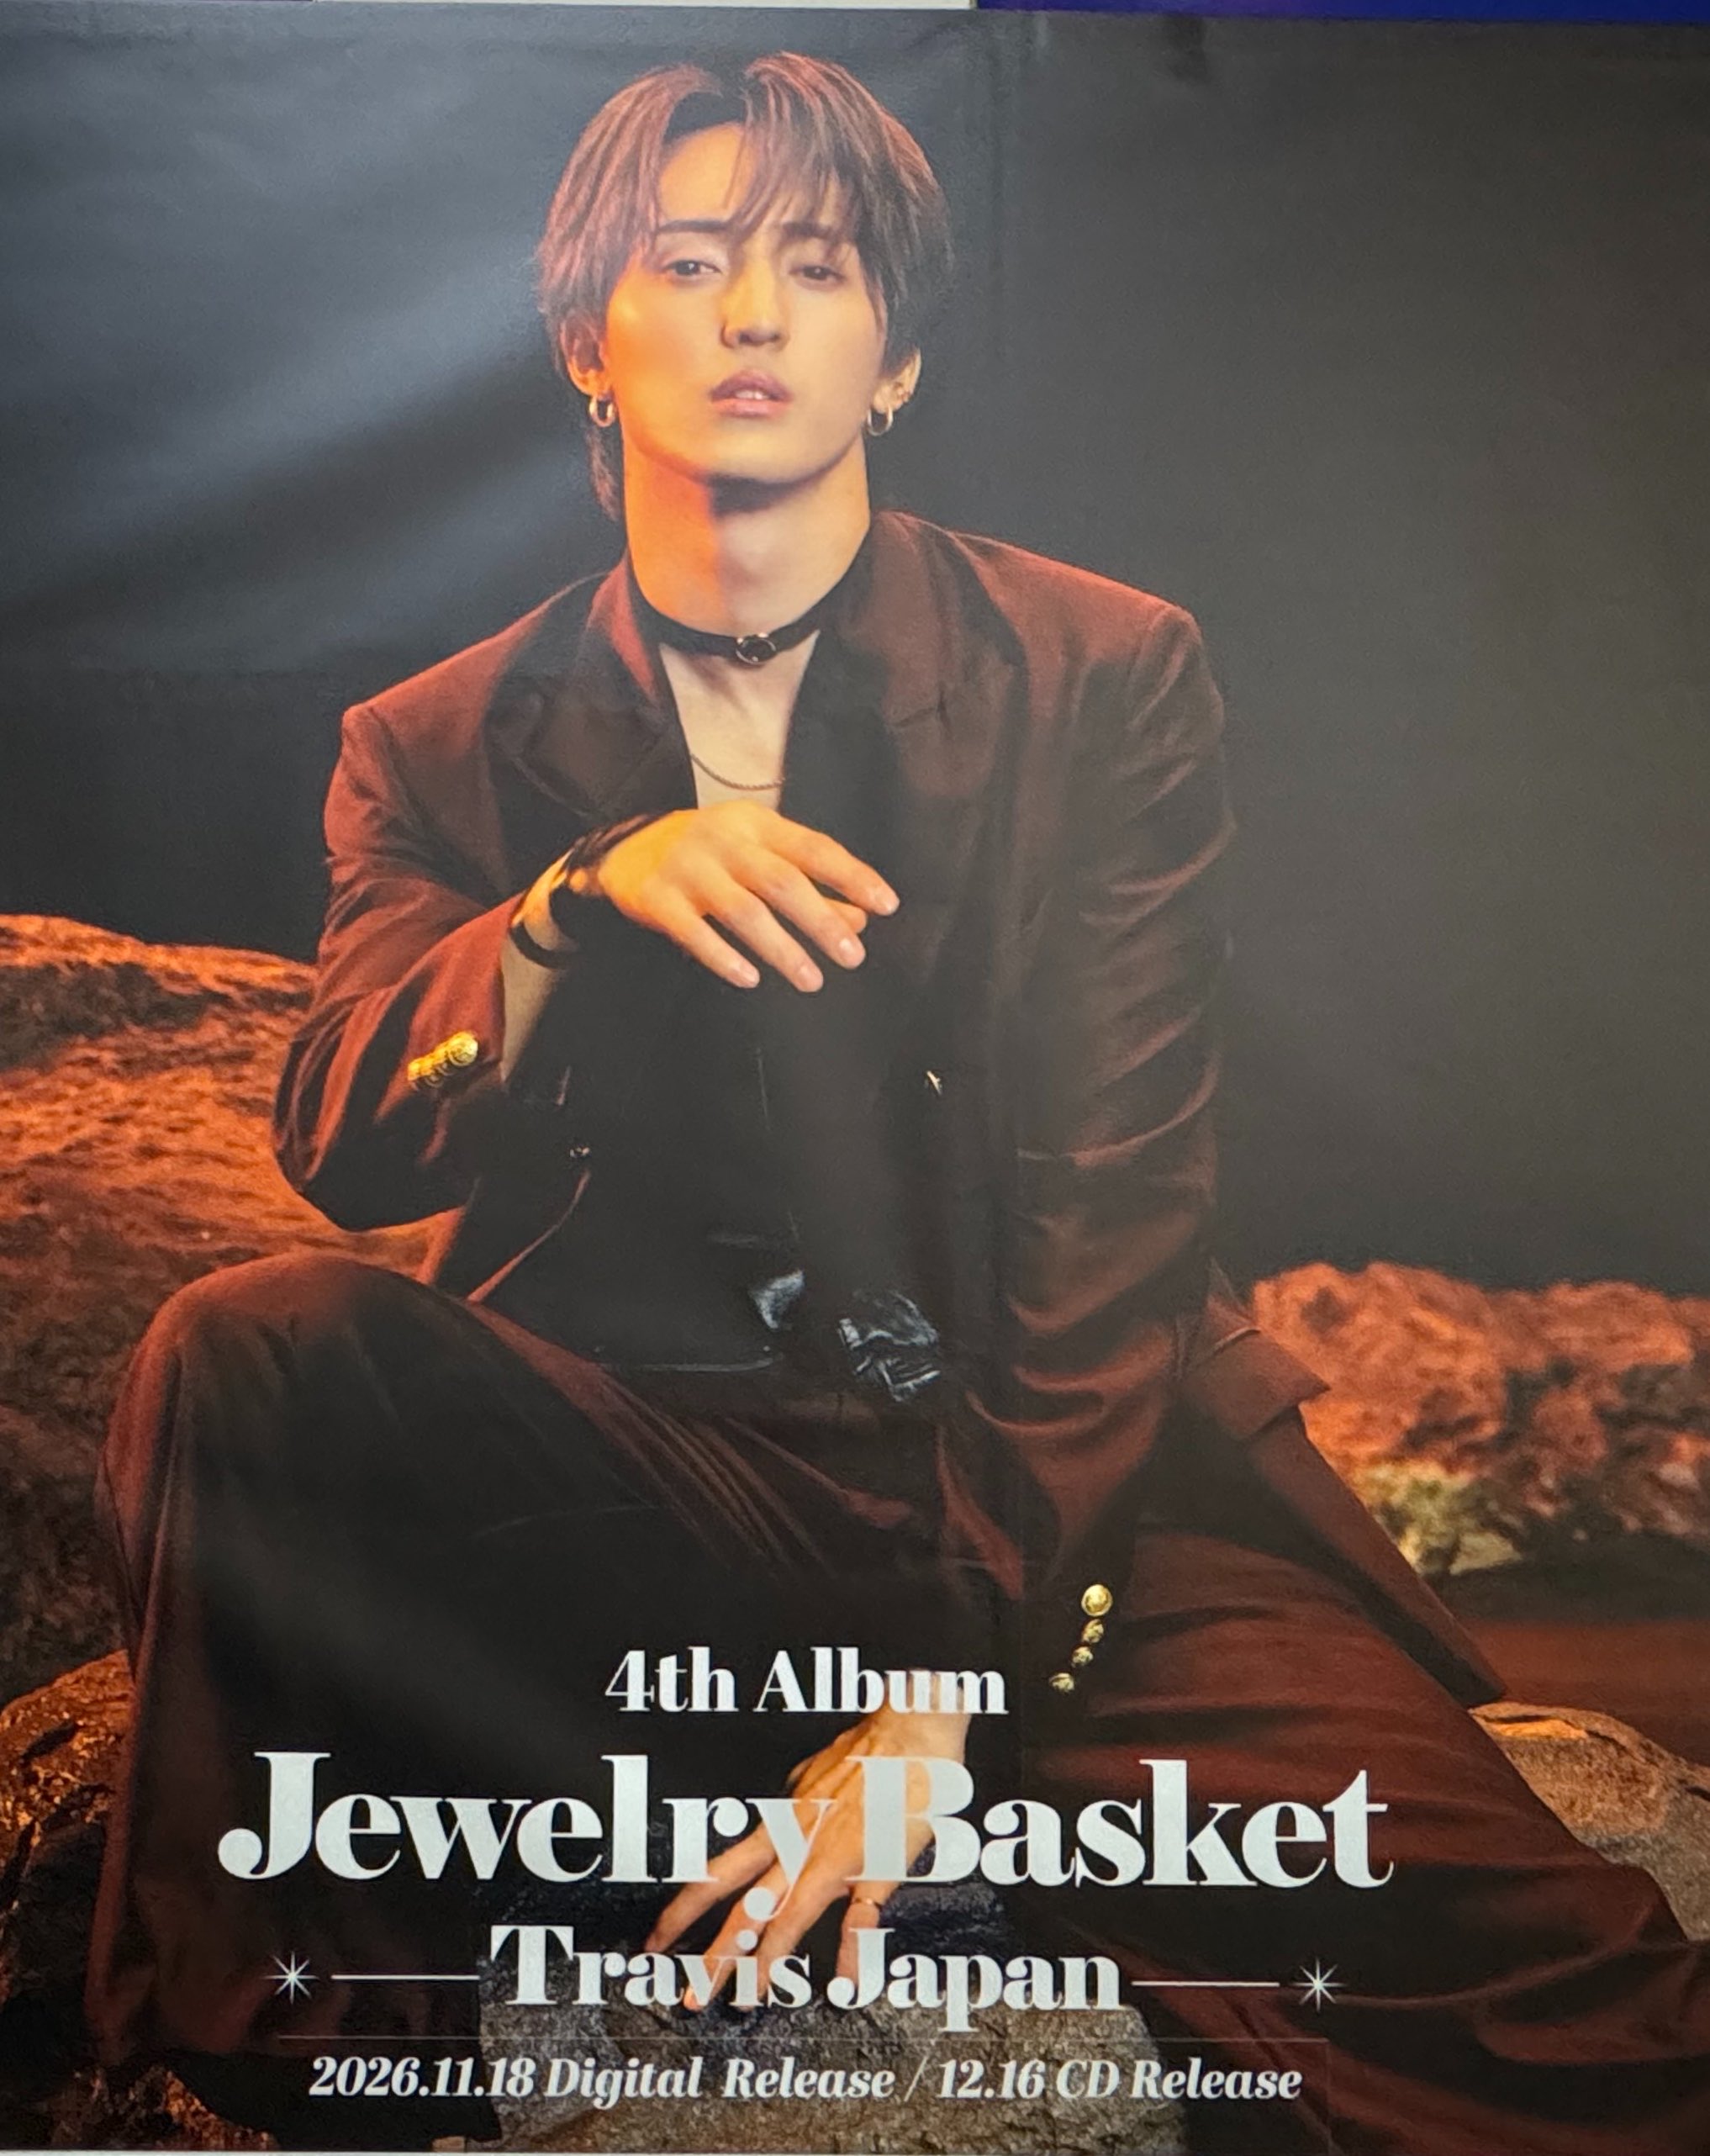 4th Album
Jewelry Basket
Travis Japan
2026.11.18 Digital Release / 12.16 CD Release